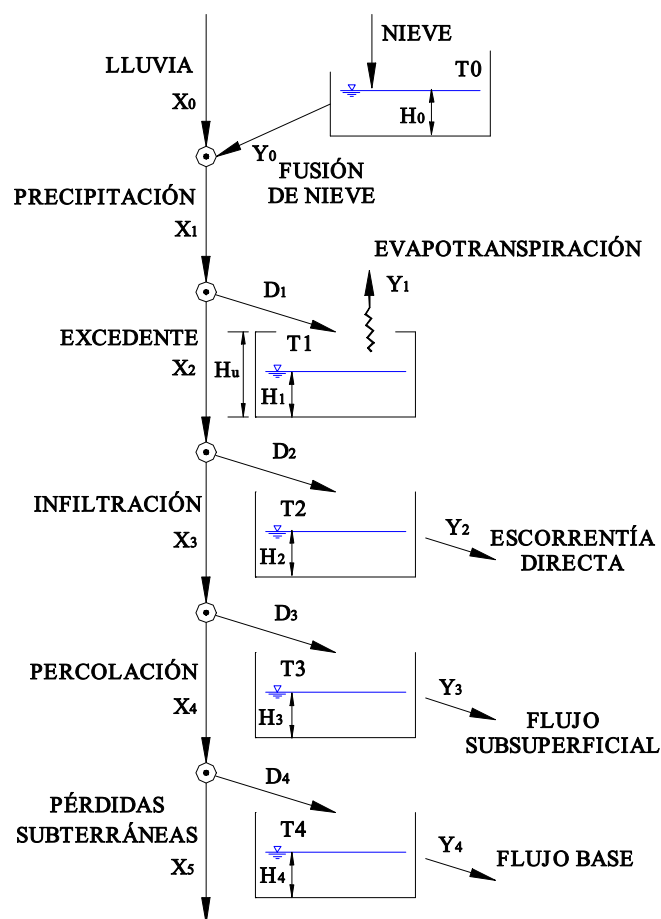 NIEVE
LLUVIA
T0
X0
H0
Y0
FUSIÓN
DE NIEVE
PRECIPITACIÓN
X1
EVAPOTRANSPIRACIÓN
D1
Y1
EXCEDENTE
T1
X2
Hu
H1
D2
INFILTRACIÓN
T2
Y2
X3
H2
ESCORRENTÍA
DIRECTA
D3
PERCOLACIÓN
T3
Y3
X4
H3
FLUJO
SUBSUPERFICIAL
D4
PÉRDIDAS
SUBTERRÁNEAS
T4
Y4
X5
H4
FLUJO BASE